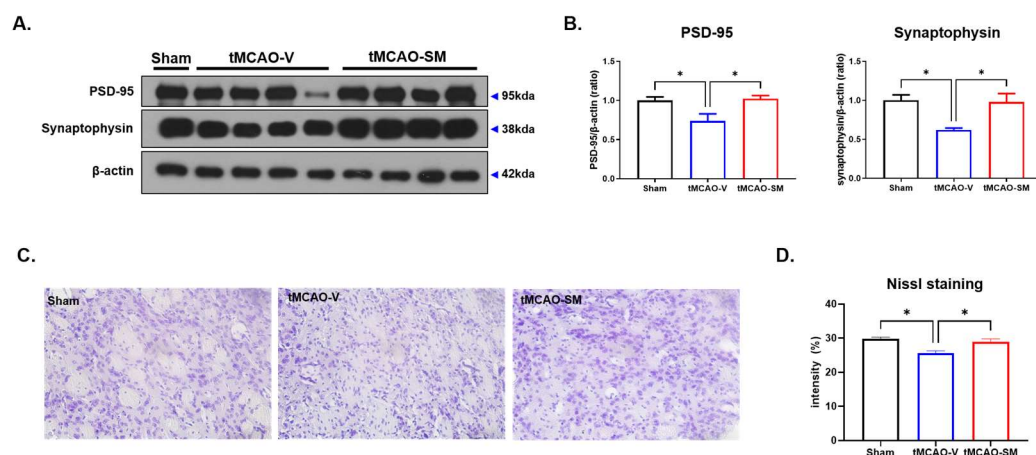 A.
Sham tMCAO-V tMCAO-SM
PSD-95 95kda
Synaptophysin 38kda
β-actin 42kda
B.
PSD-95
PSD-95/β-actin (ratio)
1.5
1.0
0.5
0.0
* *
Sham tMCAO-V tMCAO-SM
Synaptophysin
synaptophysin/β-actin (ratio)
1.5
1.0
0.5
0.0
* *
Sham tMCAO-V tMCAO-SM
C.
Sham
tMCAO-V
tMCAO-SM
D.
Nissl staining
intensity (%)
40
30
20
10
0
* *
Sham tMCAO-V tMCAO-SM